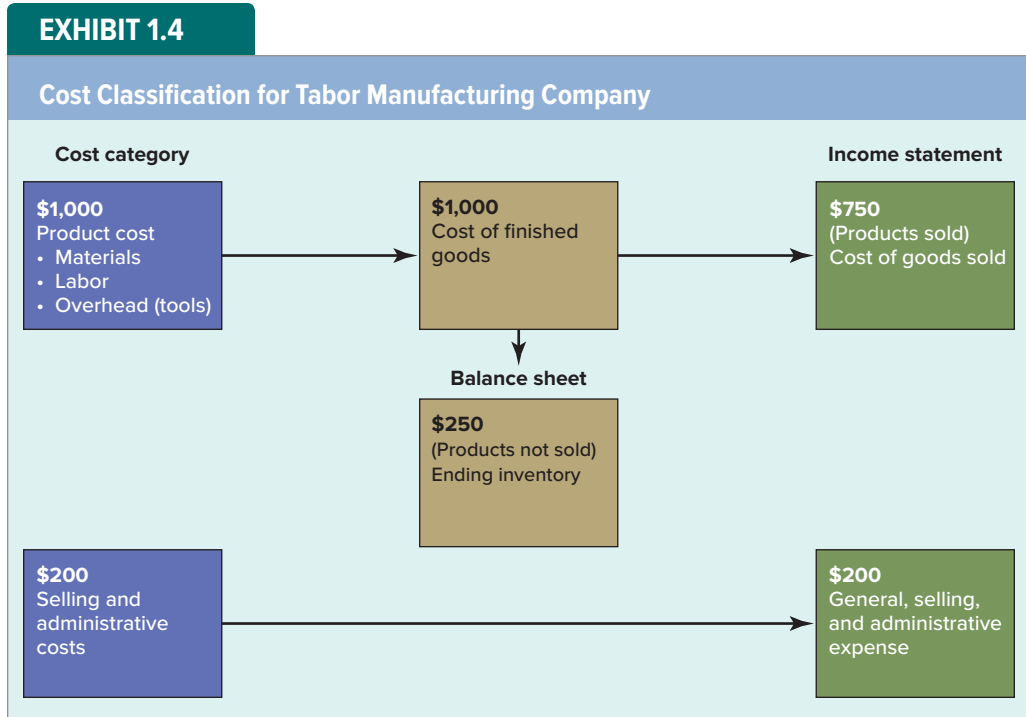 EXHIBIT 1.4
Cost Classification for Tabor Manufacturing Company
Cost category
Income statement
$1,000
Product cost
• Materials
• Labor
• Overhead (tools)
$1,000
Cost of finished
goods
$750
(Products sold)
Cost of goods sold
Balance sheet
$250
(Products not sold)
Ending inventory
$200
Selling and
administrative
costs
$200
General, selling,
and administrative
expense